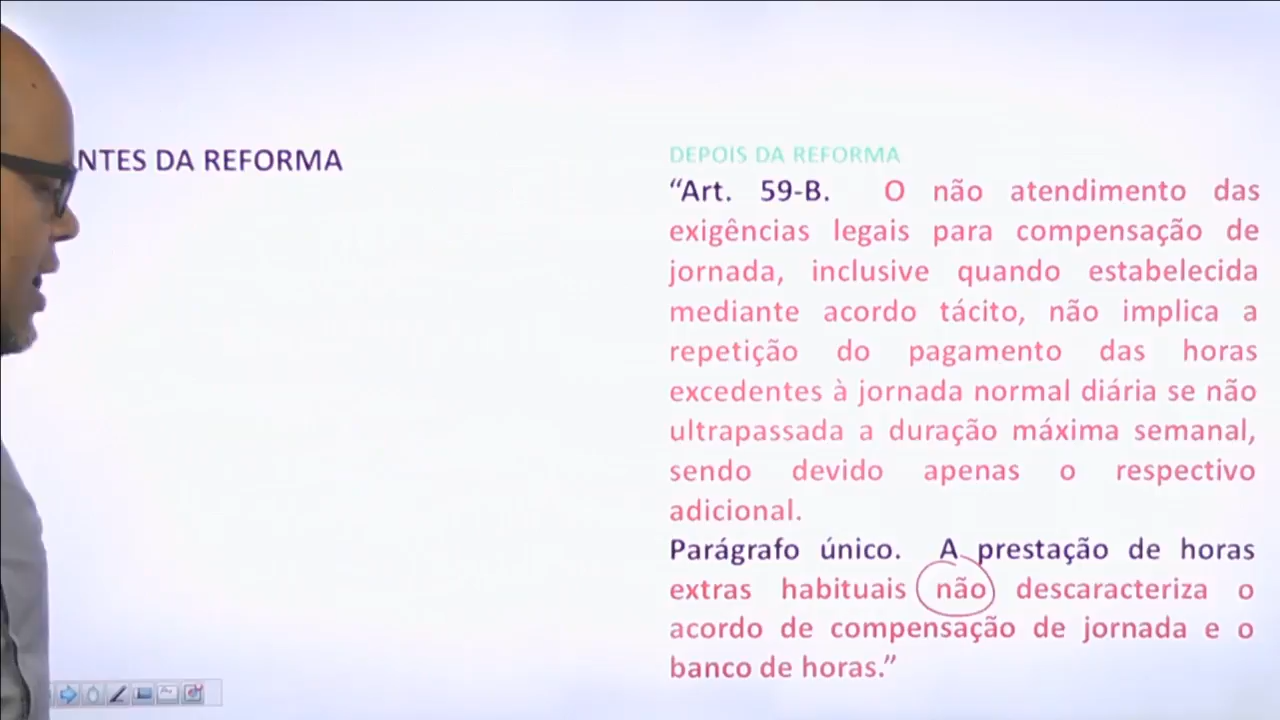 NTES DA REFORMA
DEPOIS DA REFORMA
“Art. 59-B. O não atendimento das
exigências legais para compensação de
jornada, inclusive quando estabelecida
mediante acordo tácito, não implica a
repetição do pagamento das horas
excedentes à jornada normal diária se não
ultrapassada a duração máxima semanal,
sendo devido apenas o respectivo
adicional.
Parágrafo único. A prestação de horas
extras habituais não descaracteriza o
acordo de compensação de jornada e o
banco de horas.”